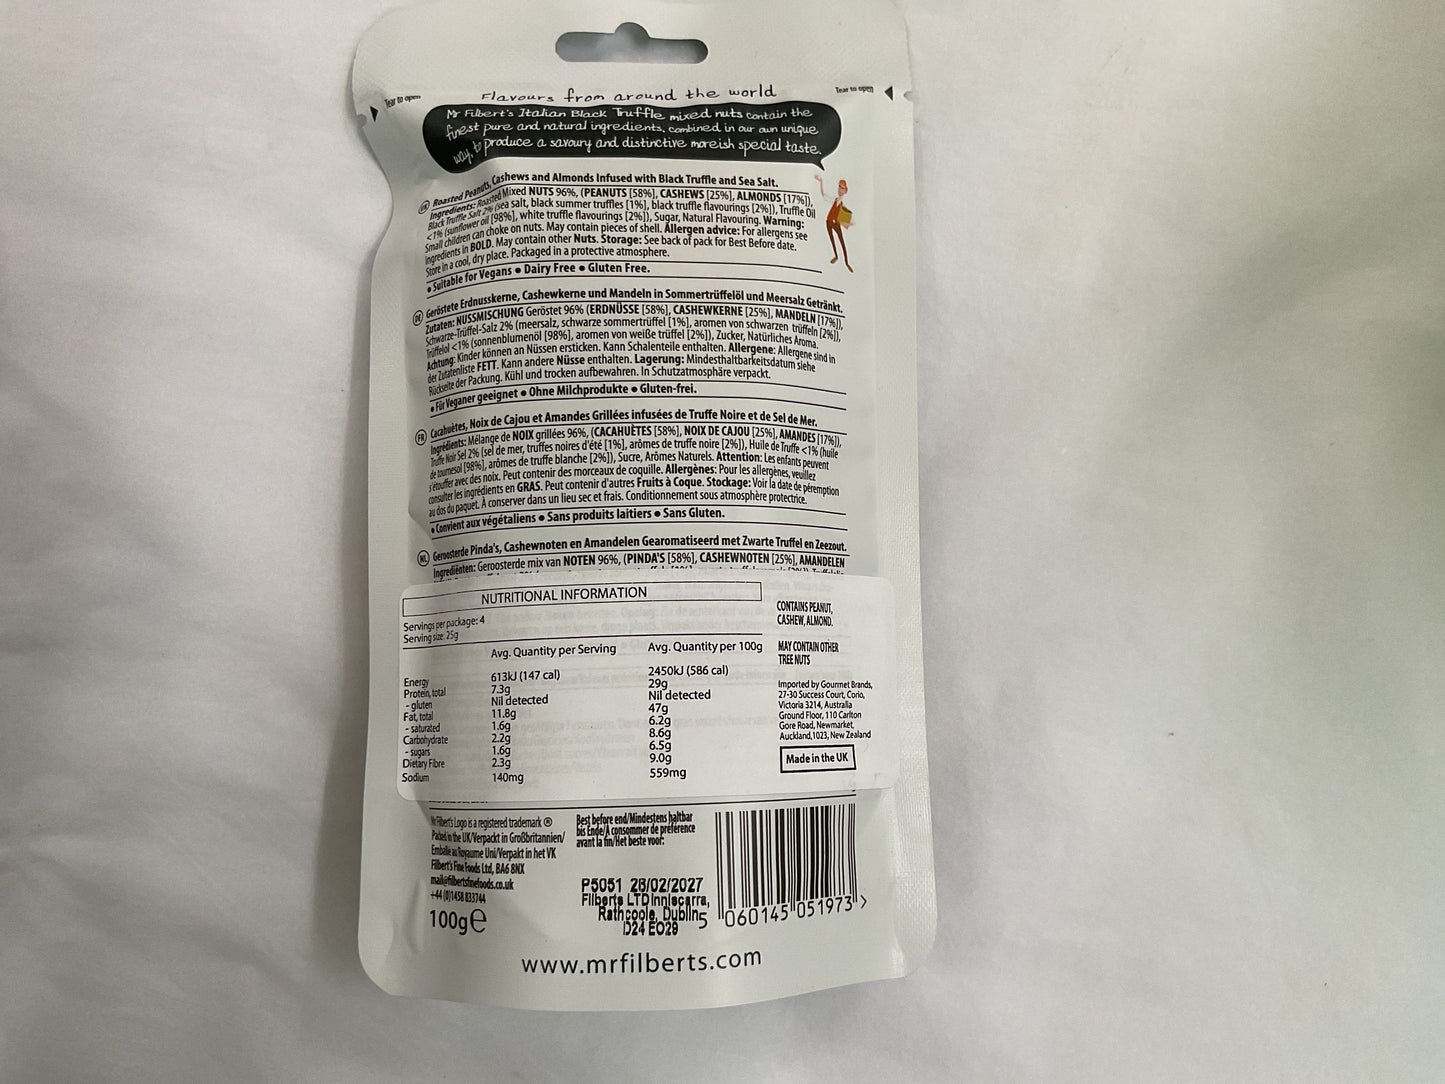 Flavours from around the world
Tear to open
Tear to open
Mr Filbert's Italian Black Truffle mixed nuts contain the
finest pure and natural ingredients, combined in our own unique
way, to produce a savoury and distinctive moreish special taste.
UK Roasted Peanuts, Cashews and Almonds Infused with Black Truffle and Sea Salt.
Ingredients: Roasted Mixed NUTS 96%, (PEANUTS [58%], CASHEWS [25%], ALMONDS [17%]),
Black Truffle Salt 2% (sea salt, black summer truffles [1%], black truffle flavourings [2%]), Truffle Oil
<1% (sunflower oil [98%], white truffle flavourings [2%]), Sugar, Natural Flavouring. Warning:
Small children can choke on nuts. May contain pieces of shell. Allergen advice: For allergens see
ingredients in BOLD. May contain other Nuts. Storage: See back of pack for Best Before date.
Store in a cool, dry place. Packaged in a protective atmosphere.
• Suitable for Vegans • Dairy Free • Gluten Free.
DE Geröstete Erdnusskerne, Cashewkerne und Mandeln in Sommertrüffelöl und Meersalz Getränkt.
Zutaten: NUSSMISCHUNG Geröstet 96% (ERDNÜSSE [58%], CASHEWKERNE [25%], MANDELN [17%]),
Schwarze-Trüffel-Salz 2% (meersalz, schwarze sommertrüffel [1%], aromen von schwarzen trüffeln [2%]),
Trüffelol <1% (sonnenblumenöl [98%], aromen von weiße trüffel [2%]), Zucker, Natürliches Aroma.
Achtung: Kinder können an Nüssen ersticken. Kann Schalenteile enthalten. Allergene: Allergene sind in
der Zutatenliste FETT. Kann andere Nüsse enthalten. Lagerung: Mindesthaltbarkeitsdatum siehe
Rückseite der Packung. Kühl und trocken aufbewahren. In Schutzatmosphäre verpackt.
• Für Veganer geeignet • Ohne Milchprodukte • Gluten-frei.
FR Cacahuètes, Noix de Cajou et Amandes Grillées infusées de Truffe Noire et de Sel de Mer.
Ingrédients: Mélange de NOIX grillées 96%, (CACAHUÈTES [58%], NOIX DE CAJOU [25%], AMANDES [17%]),
Truffe Noir Sel 2% (sel de mer, truffes noires d'été [1%], arômes de truffe noire [2%]), Huile de Truffe <1% (huile
de tournesol [98%], arômes de truffe blanche [2%]), Sucre, Arômes Naturels. Attention: Les enfants peuvent
s'étouffer avec des noix. Peut contenir des morceaux de coquille. Allergènes: Pour les allergènes, veuillez
consulter les ingrédients en GRAS. Peut contenir d'autres Fruits à Coque. Stockage: Voir la date de péremption
au dos du paquet. À conserver dans un lieu sec et frais. Conditionnement sous atmosphère protectrice.
• Convient aux végétaliens • Sans produits laitiers • Sans Gluten.
NL Geroosterde Pinda's, Cashewnoten en Amandelen Gearomatiseerd met Zwarte Truffel en Zeezout.
Ingrediënten: Geroosterde mix van NOTEN 96%, (PINDA'S [58%], CASHEWNOTEN [25%], AMANDELEN
NUTRITIONAL INFORMATION
Servings per package: 4
Serving size: 25g
Avg. Quantity per Serving Avg. Quantity per 100g
Energy 613kJ (147 cal) 2450kJ (586 cal)
Protein, total 7.3g 29g
- gluten Nil detected Nil detected
Fat, total 11.8g 47g
- saturated 1.6g 6.2g
Carbohydrate 2.2g 8.6g
- sugars 1.6g 6.5g
Dietary Fibre 2.3g 9.0g
Sodium 140mg 559mg
CONTAINS PEANUT,
CASHEW, ALMOND.
MAY CONTAIN OTHER
TREE NUTS
Imported by Gourmet Brands,
27-30 Success Court, Corio,
Victoria 3214, Australia
Ground Floor, 110 Carlton
Gore Road, Newmarket,
Auckland,1023, New Zealand
Made in the UK
Mr Filbert's Logo is a registered trademark ®
Packed in the UK/Verpackt in Großbritannien/
Emballé au Royaume Uni/Verpakt in het VK
Filbert's Fine Foods Ltd, BA6 8NX
mail@filbertsfinefoods.co.uk
+44 (0)1458 833744
100g℮
Best before end/Mindestens haltbar
bis Ende/À consommer de préférence
avant la fin/Het beste voor:
P5051 28/02/2027
Filberts LTD Inniscarra,
Rathcoole, Dublin
D24 EO29
5 060145 051973 >
www.mrfilberts.com